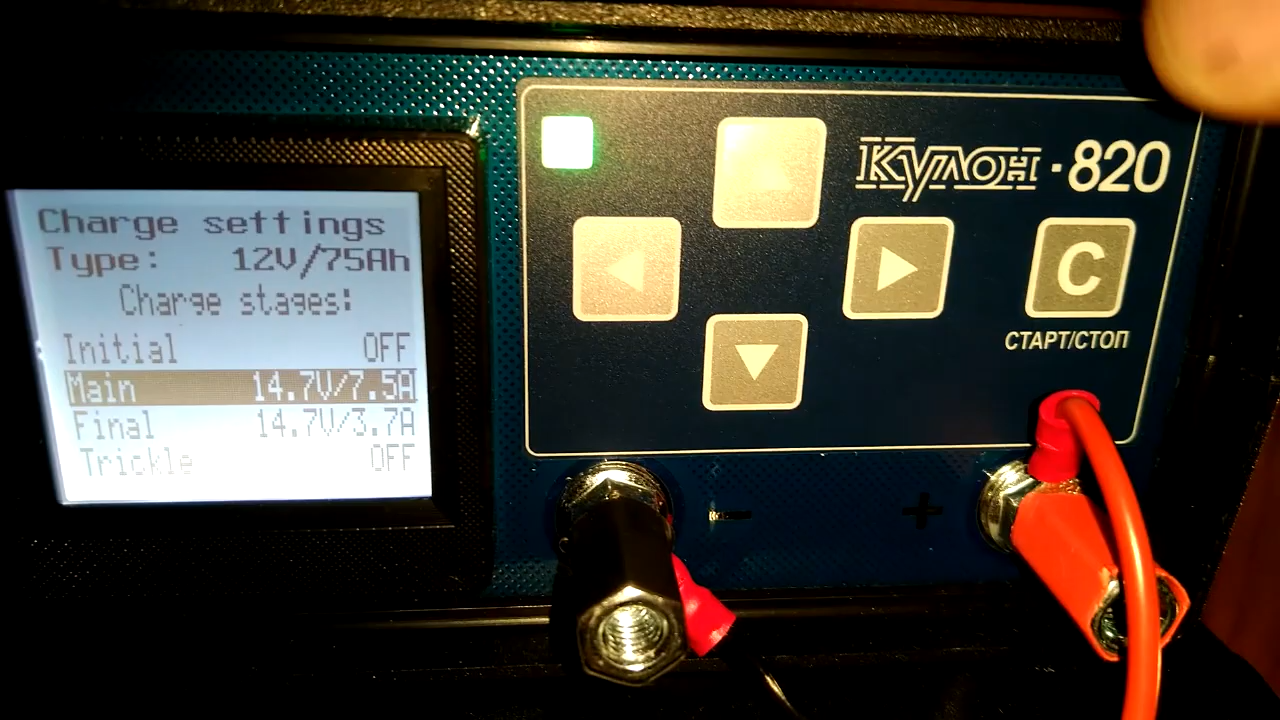 Charge settings
Type: 12V/75Ah
Charge stages:
Initial OFF
Main 14.7V/7.5A
Final 14.7V/3.7A
Trickle OFF
КУЛОН-820
C
СТАРТ/СТОП
- +